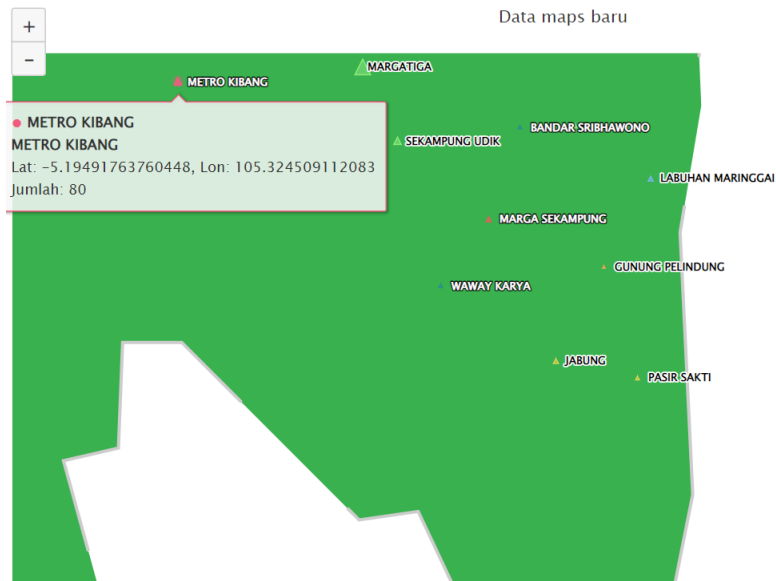 Data maps baru
+
−
MARGATIGA
METRO KIBANG
● METRO KIBANG
METRO KIBANG
Lat: −5.19491763760448, Lon: 105.324509112083
Jumlah: 80
BANDAR SRIBHAWONO
SEKAMPUNG UDIK
LABUHAN MARINGGAI
MARGA SEKAMPUNG
GUNUNG PELINDUNG
WAWAY KARYA
JABUNG
PASIR SAKTI